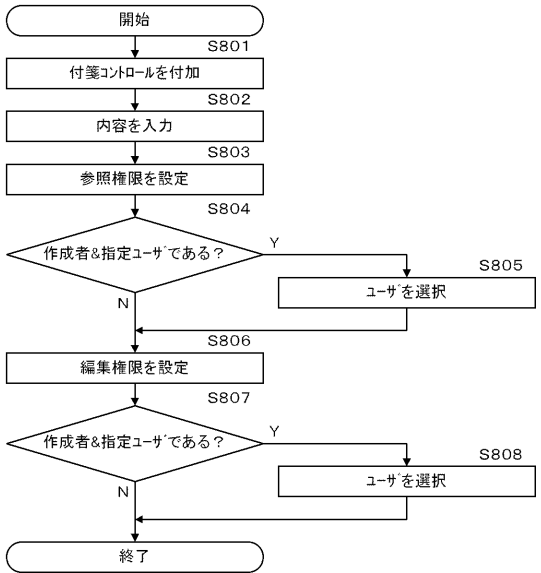 開始
S801
付箋コントロールを付加
S802
内容を入力
S803
参照権限を設定
S804
作成者&指定ユーザである?
Y
N
S805
ユーザを選択
S806
編集権限を設定
S807
作成者&指定ユーザである?
Y
N
S808
ユーザを選択
終了